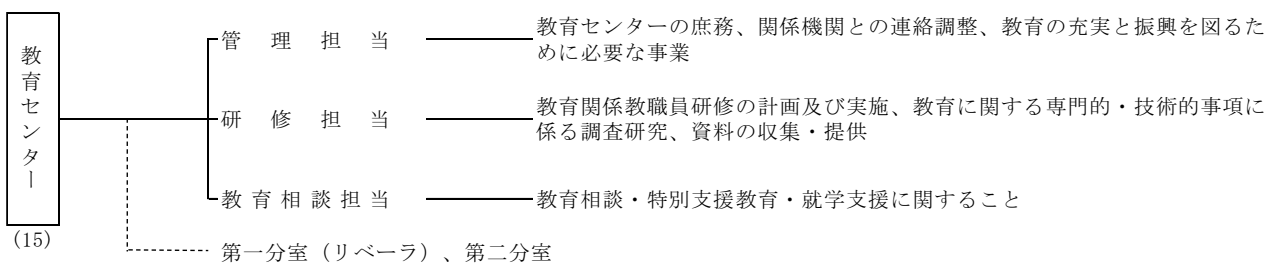 教育センター
(15)
管理担当
教育センターの庶務、関係機関との連絡調整、教育の充実と振興を図るた
めに必要な事業
研修担当
教育関係教職員研修の計画及び実施、教育に関する専門的・技術的事項に
係る調査研究、資料の収集・提供
教育相談担当
教育相談・特別支援教育・就学支援に関すること
第一分室（リベーラ）、第二分室